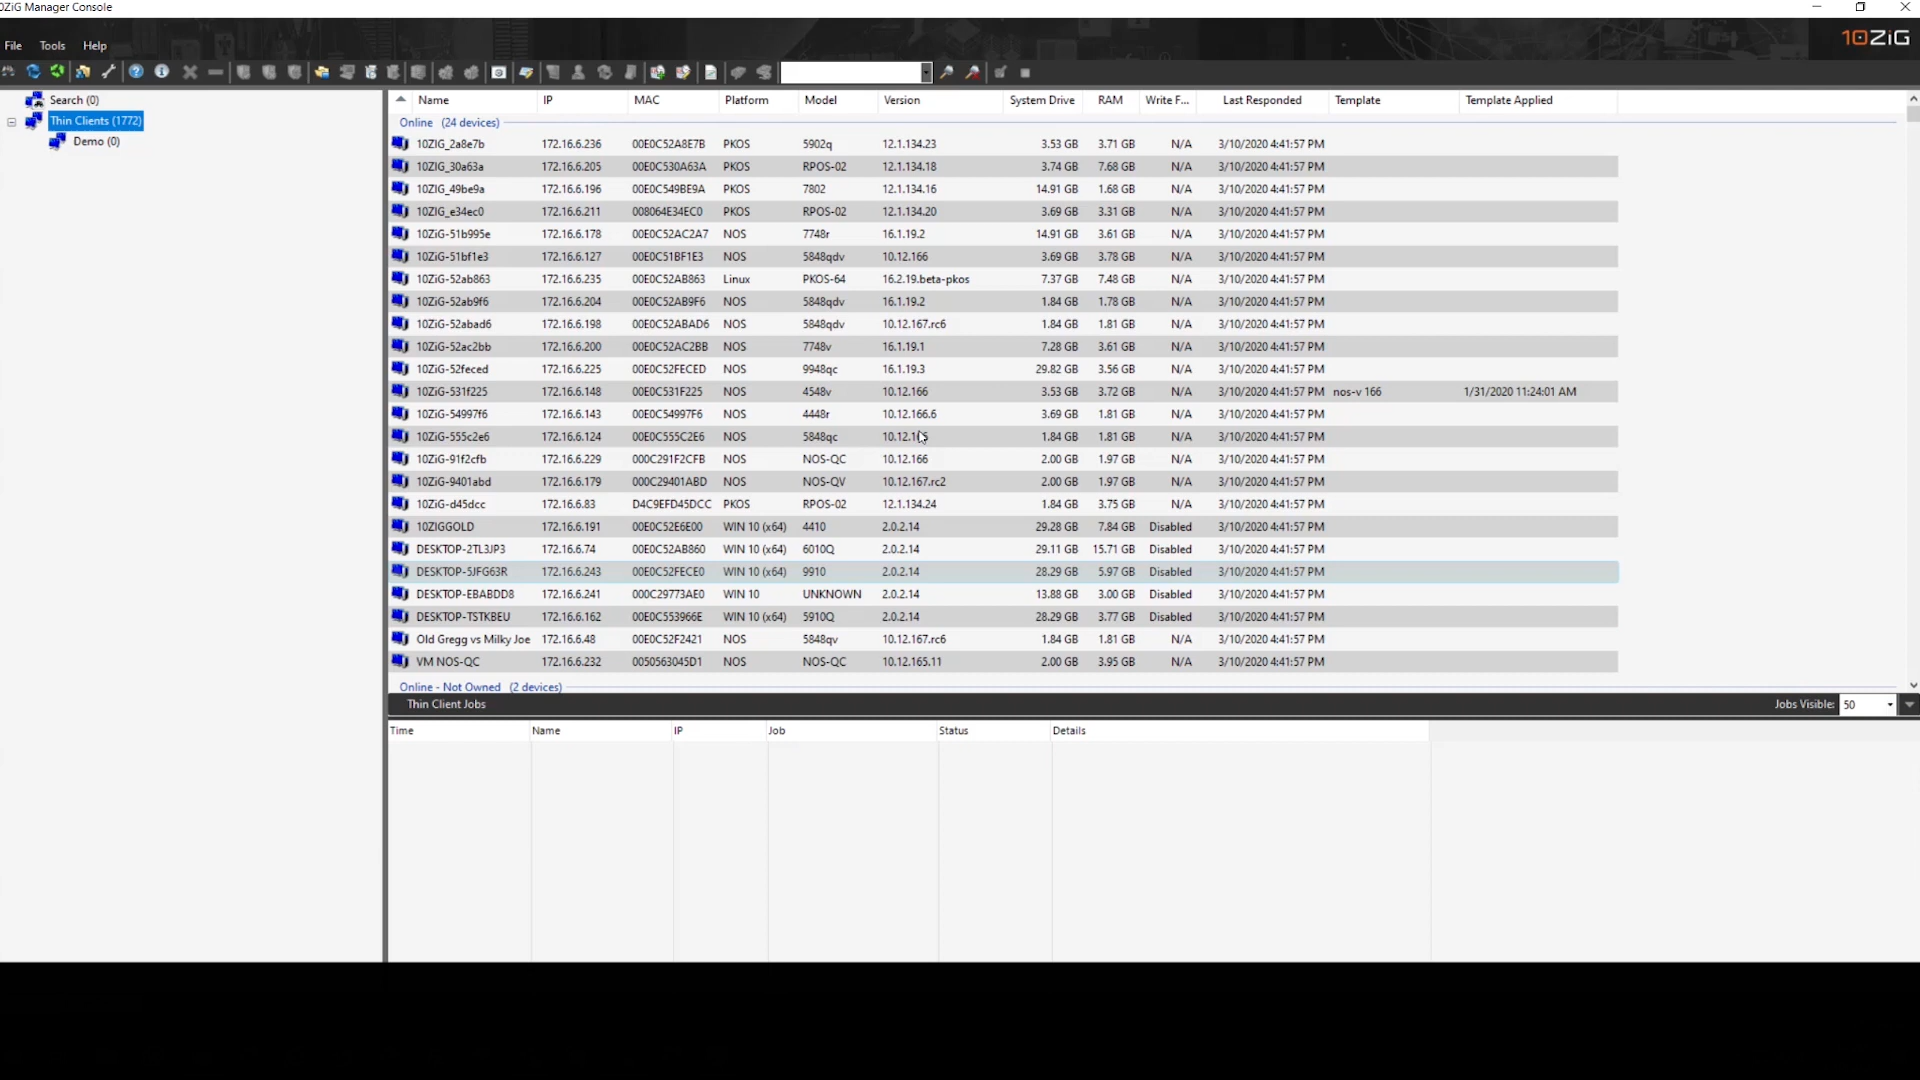 0ZiG Manager Console
File Tools Help
10ZiG
Search (0)
Thin Clients (1772)
Demo (0)
Name IP MAC Platform Model Version System Drive RAM Write F... Last Responded Template Template Applied
Online (24 devices)
10ZIG_2a8e7b 172.16.6.236 00E0C52A8E7B PKOS 5902q 12.1.134.23 3.53 GB 3.71 GB N/A 3/10/2020 4:41:57 PM
10ZIG_30a63a 172.16.6.205 00E0C530A63A PKOS RPOS-02 12.1.134.18 3.74 GB 7.68 GB N/A 3/10/2020 4:41:57 PM
10ZIG_49be9a 172.16.6.196 00E0C549BE9A PKOS 7802 12.1.134.16 14.91 GB 1.68 GB N/A 3/10/2020 4:41:57 PM
10ZIG_e34ec0 172.16.6.211 008064E34EC0 PKOS RPOS-02 12.1.134.20 3.69 GB 3.31 GB N/A 3/10/2020 4:41:57 PM
10ZiG-51b995e 172.16.6.178 00E0C52AC2A7 NOS 7748r 16.1.19.2 14.91 GB 3.61 GB N/A 3/10/2020 4:41:57 PM
10ZiG-51bf1e3 172.16.6.127 00E0C51BF1E3 NOS 5848qdv 10.12.166 3.69 GB 3.78 GB N/A 3/10/2020 4:41:57 PM
10ZiG-52ab863 172.16.6.235 00E0C52AB863 Linux PKOS-64 16.2.19.beta-pkos 7.37 GB 7.48 GB N/A 3/10/2020 4:41:57 PM
10ZiG-52ab9f6 172.16.6.204 00E0C52AB9F6 NOS 5848qdv 16.1.19.2 1.84 GB 1.78 GB N/A 3/10/2020 4:41:57 PM
10ZiG-52abad6 172.16.6.198 00E0C52ABAD6 NOS 5848qdv 10.12.167.rc6 1.84 GB 1.81 GB N/A 3/10/2020 4:41:57 PM
10ZiG-52ac2bb 172.16.6.200 00E0C52AC2BB NOS 7748v 16.1.19.1 7.28 GB 3.61 GB N/A 3/10/2020 4:41:57 PM
10ZiG-52feced 172.16.6.225 00E0C52FECED NOS 9948qc 16.1.19.3 29.82 GB 3.56 GB N/A 3/10/2020 4:41:57 PM
10ZiG-531f225 172.16.6.148 00E0C531F225 NOS 4548v 10.12.166 3.53 GB 3.72 GB N/A 3/10/2020 4:41:57 PM nos-v 166 1/31/2020 11:24:01 AM
10ZiG-54997f6 172.16.6.143 00E0C54997F6 NOS 4448r 10.12.166.6 3.69 GB 1.81 GB N/A 3/10/2020 4:41:57 PM
10ZiG-555c2e6 172.16.6.124 00E0C555C2E6 NOS 5848qc 1.84 GB 1.81 GB N/A 3/10/2020 4:41:57 PM
10ZiG-91f2cfb 172.16.6.229 000C291F2CFB NOS NOS-QC 10.12.166 2.00 GB 1.97 GB N/A 3/10/2020 4:41:57 PM
10ZiG-9401abd 172.16.6.179 000C29401ABD NOS NOS-QV 10.12.167.rc2 2.00 GB 1.97 GB N/A 3/10/2020 4:41:57 PM
10ZiG-d45dcc 172.16.6.83 D4C9EFD45DCC PKOS RPOS-02 12.1.134.24 1.84 GB 3.75 GB N/A 3/10/2020 4:41:57 PM
10ZIGGOLD 172.16.6.191 00E0C52E6E00 WIN 10 (x64) 4410 2.0.2.14 29.28 GB 7.84 GB Disabled 3/10/2020 4:41:57 PM
DESKTOP-2TL3JP3 172.16.6.74 00E0C52AB860 WIN 10 (x64) 6010Q 2.0.2.14 29.11 GB 15.71 GB Disabled 3/10/2020 4:41:57 PM
DESKTOP-5JFG63R 172.16.6.243 00E0C52FECE0 WIN 10 (x64) 9910 2.0.2.14 28.29 GB 5.97 GB Disabled 3/10/2020 4:41:57 PM
DESKTOP-EBABDD8 172.16.6.241 000C29773AE0 WIN 10 UNKNOWN 2.0.2.14 13.88 GB 3.00 GB Disabled 3/10/2020 4:41:57 PM
DESKTOP-TSTKBEU 172.16.6.162 00E0C553966E WIN 10 (x64) 5910Q 2.0.2.14 28.29 GB 3.77 GB Disabled 3/10/2020 4:41:57 PM
Old Gregg vs Milky Joe 172.16.6.48 00E0C52F2421 NOS 5848qv 10.12.167.rc6 1.84 GB 1.81 GB N/A 3/10/2020 4:41:57 PM
VM NOS-QC 172.16.6.232 0050563045D1 NOS NOS-QC 10.12.165.11 2.00 GB 3.95 GB N/A 3/10/2020 4:41:57 PM
Online - Not Owned (2 devices)
Thin Client Jobs Jobs Visible: 50
Time Name IP Job Status Details